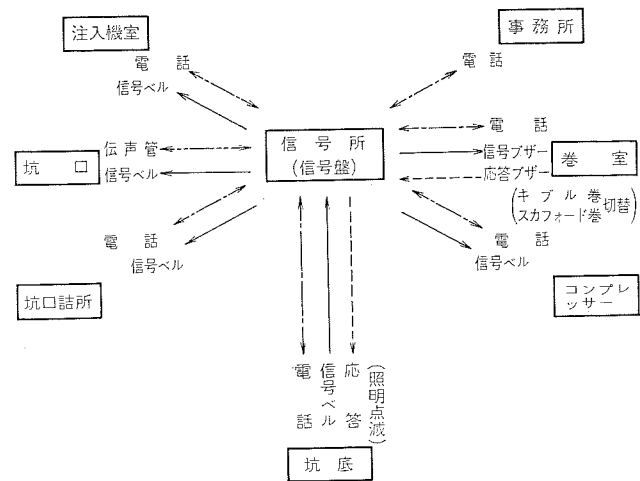 注入機室
電話
信号ベル
事務所
電話
信号所
(信号盤)
坑口
伝声管
信号ベル
電話
信号ブザー
応答ブザー
巻室
(キブル巻
スカフォード巻切替)
電話
信号ベル
坑口詰所
電話
信号ベル
コンプレ
ッサー
電話
信号ベル
応答
(照明点滅)
坑底